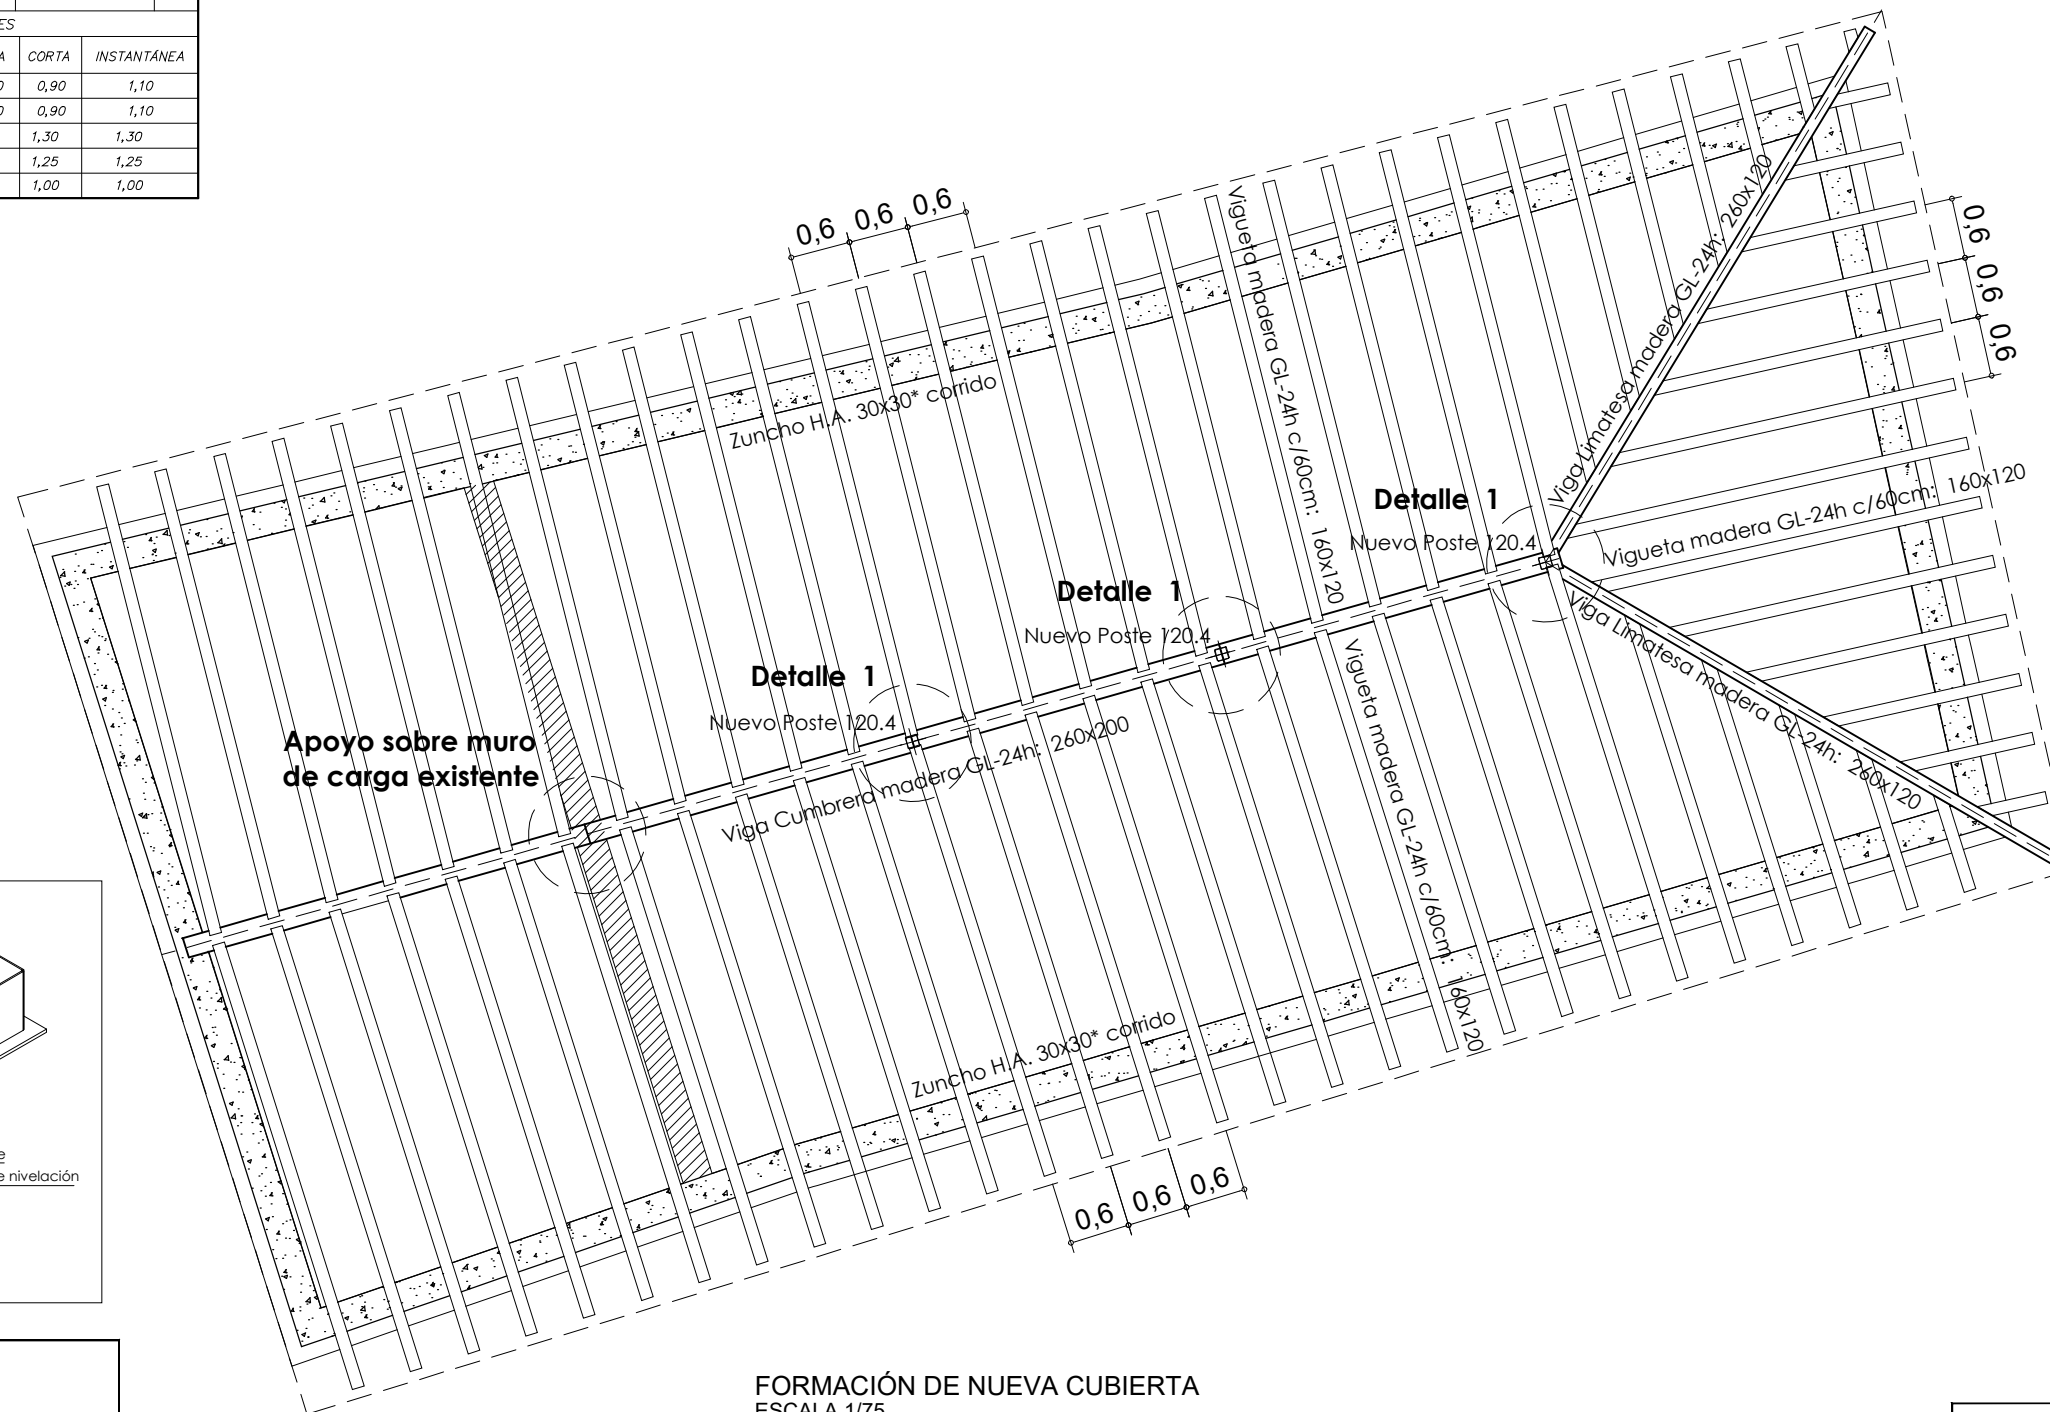 ES
A CORTA INSTANTÁNEA
0 0,90 1,10
0 0,90 1,10
1,30 1,30
1,25 1,25
1,00 1,00
0,6 0,6 0,6
0,6
0,6
0,6
Vigueta madera GL-24h c/60cm: 160x120
Viga Limatesa madera GL-24h: 260x120
Zuncho H.A. 30x30* corrido
Detalle 1
Nuevo Poste 120.4
Vigueta madera GL-24h c/60cm: 160x120
Detalle 1
Nuevo Poste 120.4
Viga Limatesa madera GL-24h: 260x120
Detalle 1
Nuevo Poste 120.4
Vigueta madera GL-24h c/60cm: 160x120
Apoyo sobre muro
de carga existente
Viga Cumbrera madera GL-24h: 260x200
Zuncho H.A. 30x30* corrido
e
e nivelación
0,6 0,6 0,6
FORMACIÓN DE NUEVA CUBIERTA
ESCALA 1/75